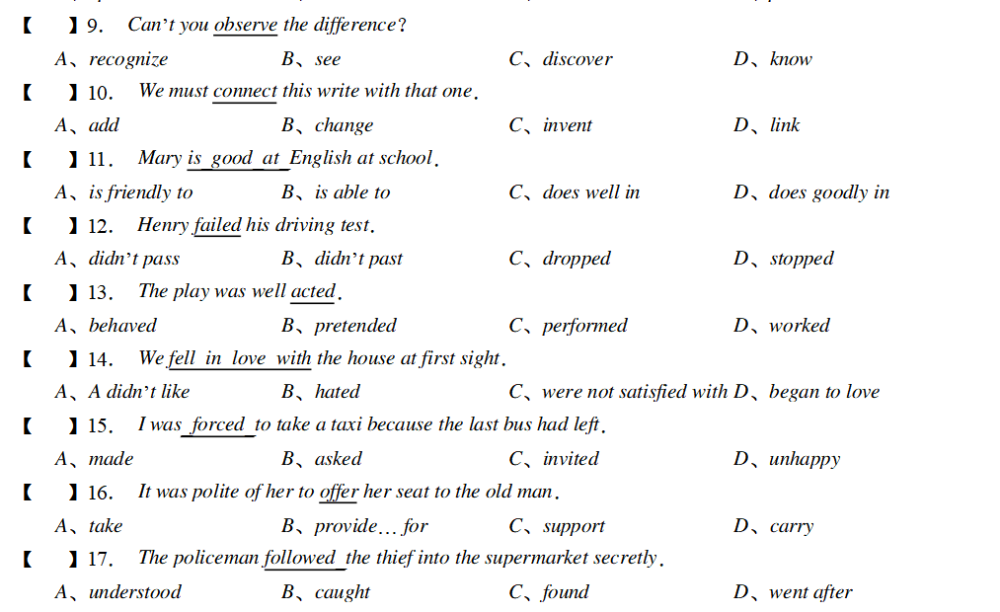 【 】9. Can't you observe the difference?
A、recognize B、see C、discover D、know
【 】10. We must connect this write with that one.
A、add B、change C、invent D、link
【 】11. Mary is good at English at school.
A、is friendly to B、is able to C、does well in D、does goodly in
【 】12. Henry failed his driving test.
A、didn't pass B、didn't past C、dropped D、stopped
【 】13. The play was well acted.
A、behaved B、pretended C、performed D、worked
【 】14. We fell in love with the house at first sight.
A、A didn't like B、hated C、were not satisfied with D、began to love
【 】15. I was forced to take a taxi because the last bus had left.
A、made B、asked C、invited D、unhappy
【 】16. It was polite of her to offer her seat to the old man.
A、take B、provide…for C、support D、carry
【 】17. The policeman followed the thief into the supermarket secretly.
A、understood B、caught C、found D、went after